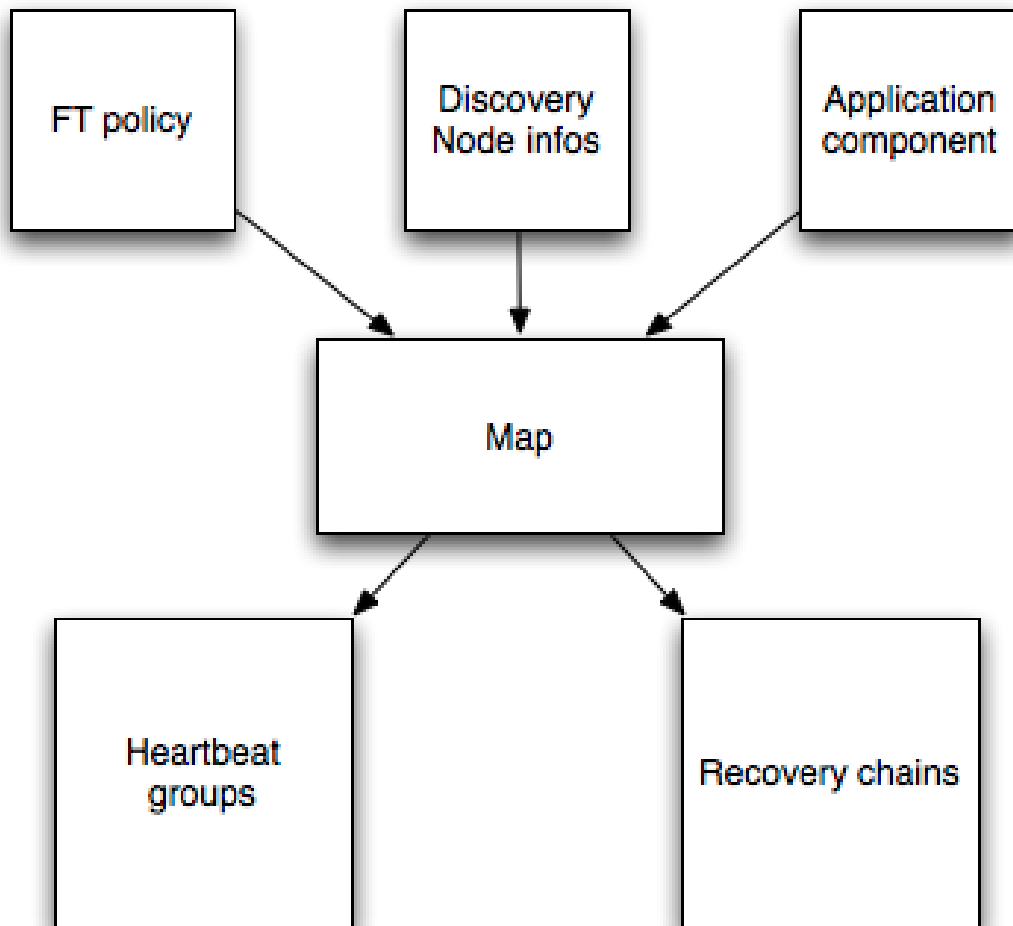 FT policy
Discovery
Node infos
Application
component
Map
Heartbeat
groups
Recovery chains